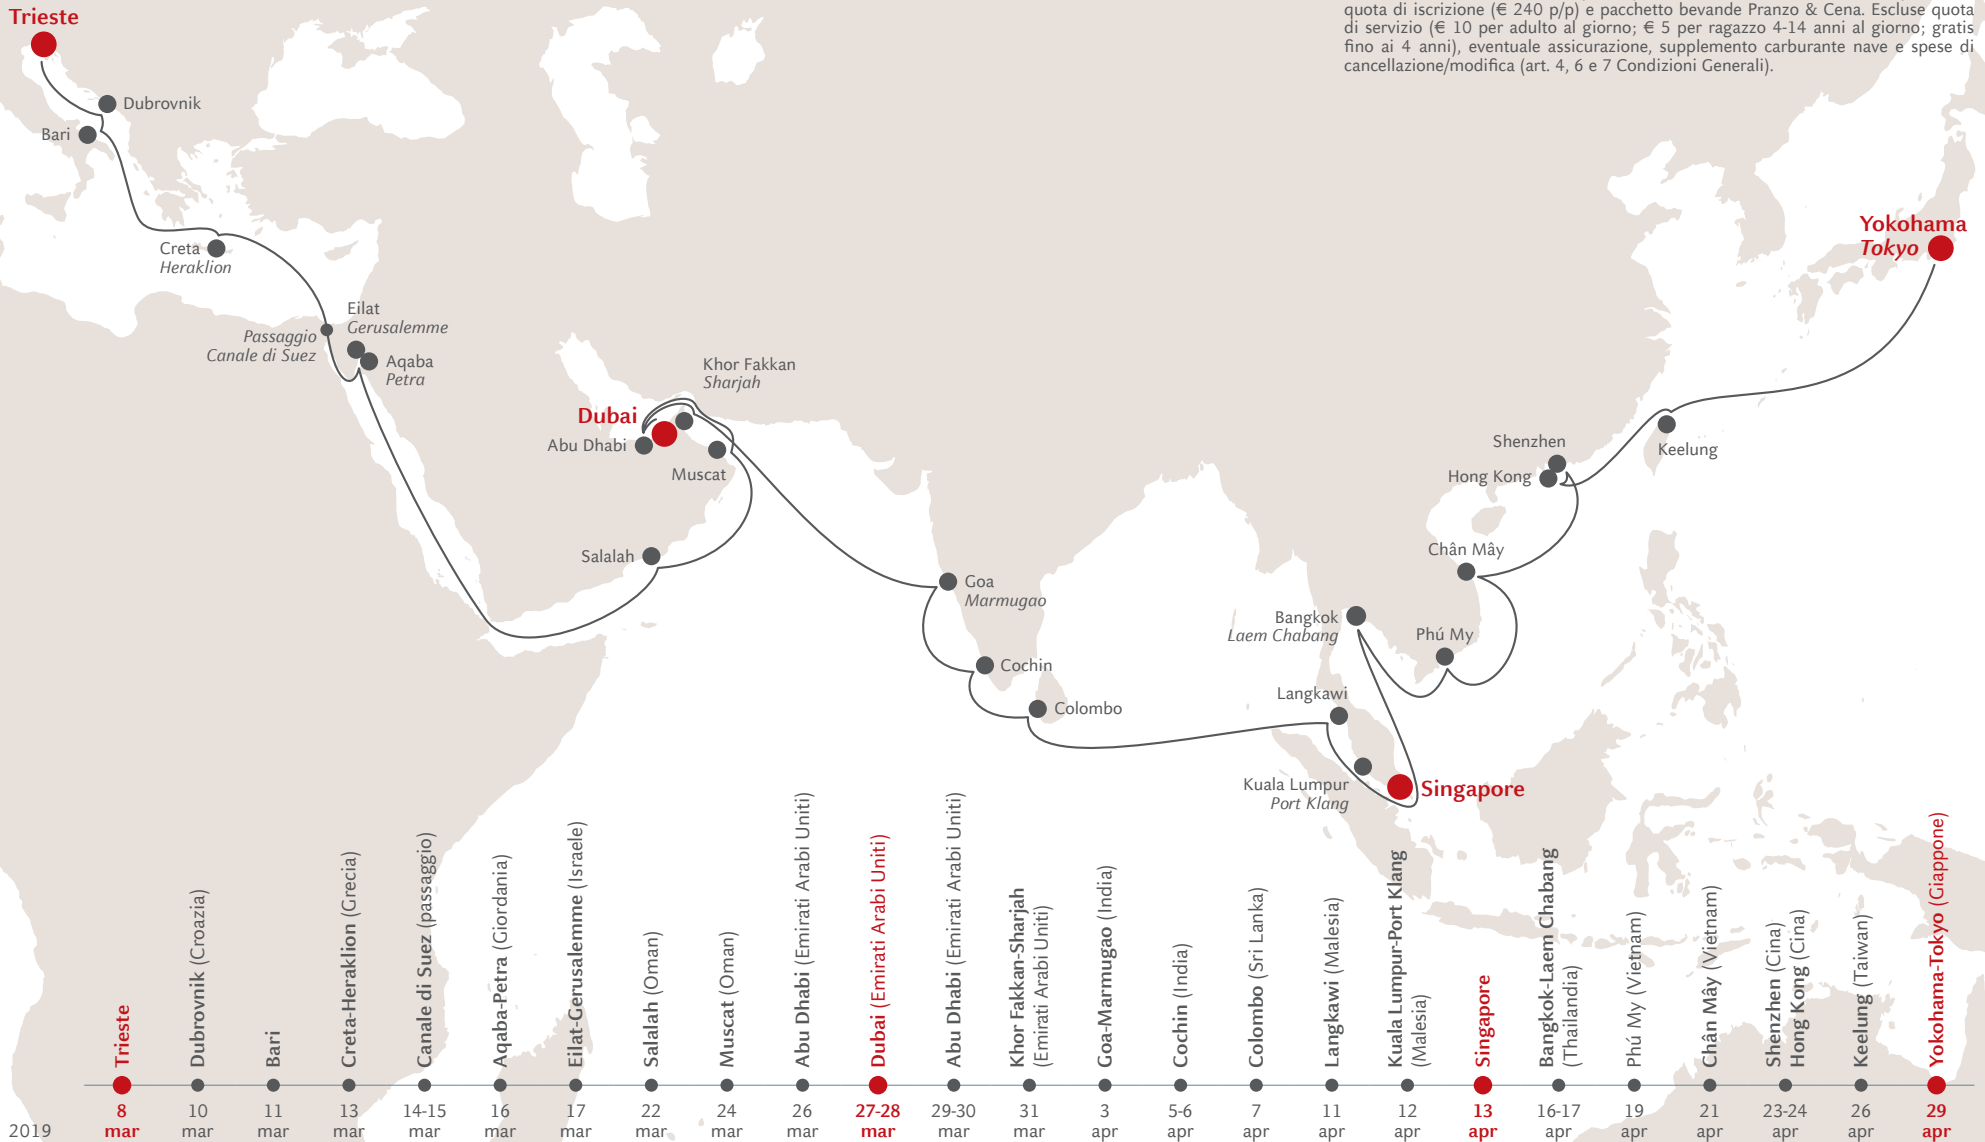 quota di iscrizione (€ 240 p/p) e pacchetto bevande Pranzo & Cena. Escluse quota
di servizio (€ 10 per adulto al giorno; € 5 per ragazzo 4-14 anni al giorno; gratis
fino ai 4 anni), eventuale assicurazione, supplemento carburante nave e spese di
cancellazione/modifica (art. 4, 6 e 7 Condizioni Generali).
Trieste
Dubrovnik
Bari
Creta
Heraklion
Passaggio
Canale di Suez
Eilat
Gerusalemme
Aqaba
Petra
Khor Fakkan
Sharjah
Dubai
Abu Dhabi
Muscat
Salalah
Goa
Marmugao
Cochin
Colombo
Langkawi
Kuala Lumpur
Port Klang
Singapore
Bangkok
Laem Chabang
Phú My
Chân Mây
Shenzhen
Hong Kong
Keelung
Yokohama
Tokyo
Trieste
Dubrovnik (Croazia)
Bari
Creta-Heraklion (Grecia)
Canale di Suez (passaggio)
Aqaba-Petra (Giordania)
Eilat-Gerusalemme (Israele)
Salalah (Oman)
Muscat (Oman)
Abu Dhabi (Emirati Arabi Uniti)
Dubai (Emirati Arabi Uniti)
Abu Dhabi (Emirati Arabi Uniti)
Khor Fakkan-Sharjah
(Emirati Arabi Uniti)
Goa-Marmugao (India)
Cochin (India)
Colombo (Sri Lanka)
Langkawi (Malesia)
Kuala Lumpur-Port Klang
(Malesia)
Singapore
Bangkok-Laem Chabang
(Thailandia)
Phú My (Vietnam)
Chân Mây (Vietnam)
Shenzhen (Cina)
Hong Kong (Cina)
Keelung (Taiwan)
Yokohama-Tokyo (Giappone)
8 10 11 13 14-15 16 17 22 24 26 27-28 29-30 31 3 5-6 7 11 12 13 16-17 19 21 23-24 26 29
2019 mar mar mar mar mar mar mar mar mar mar mar mar mar apr apr apr apr apr apr apr apr apr apr apr apr